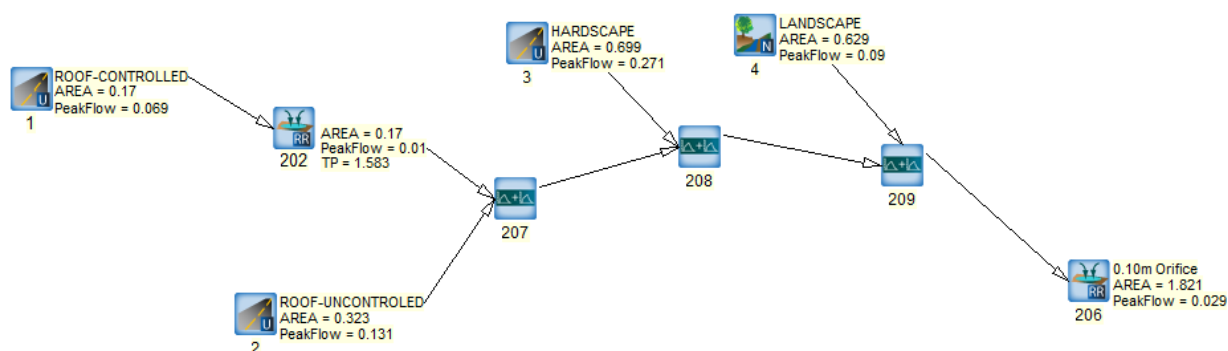 ROOF-CONTROLLED
AREA = 0.17
PeakFlow = 0.069
U
1
AREA = 0.17
PeakFlow = 0.01
TP = 1.583
RR
202
ROOF-UNCONTROLED
AREA = 0.323
PeakFlow = 0.131
U
2
207
HARDSCAPE
AREA = 0.699
PeakFlow = 0.271
U
3
208
LANDSCAPE
AREA = 0.629
PeakFlow = 0.09
N
4
209
0.10m Orifice
AREA = 1.821
PeakFlow = 0.029
RR
206